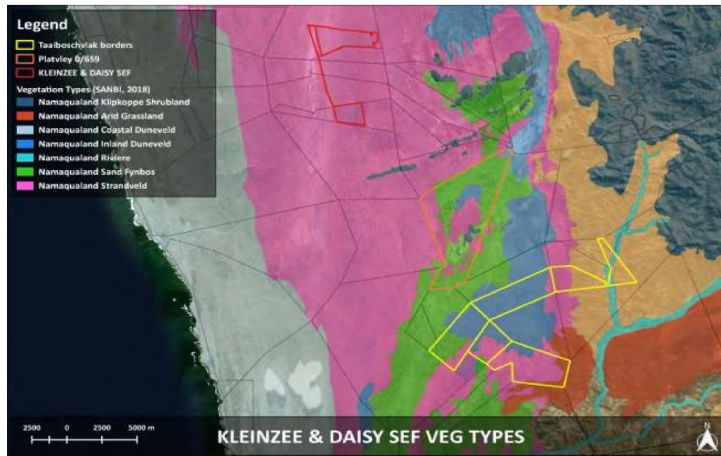 Legend
Taaiboschvlak borders
Platvley 0/659
KLEINZEE & DAISY SEF
Vegetation Types (SANBI, 2018)
Namaqualand Klipkoppe Shrubland
Namaqualand Arid Grassland
Namaqualand Coastal Duneveld
Namaqualand Inland Duneveld
Namaqualand Riviere
Namaqualand Sand Fynbos
Namaqualand Strandveld
2500 0 2500 5000 m
KLEINZEE & DAISY SEF VEG TYPES
N